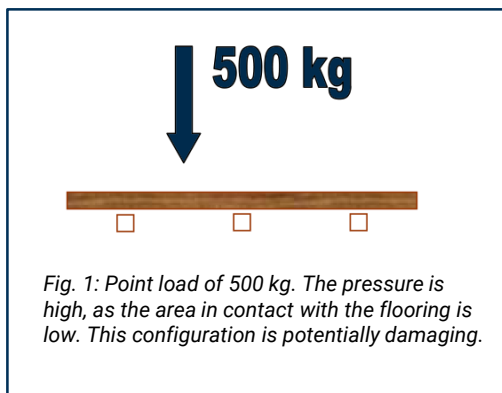 500 kg
Fig. 1: Point load of 500 kg. The pressure is
high, as the area in contact with the flooring is
low. This configuration is potentially damaging.